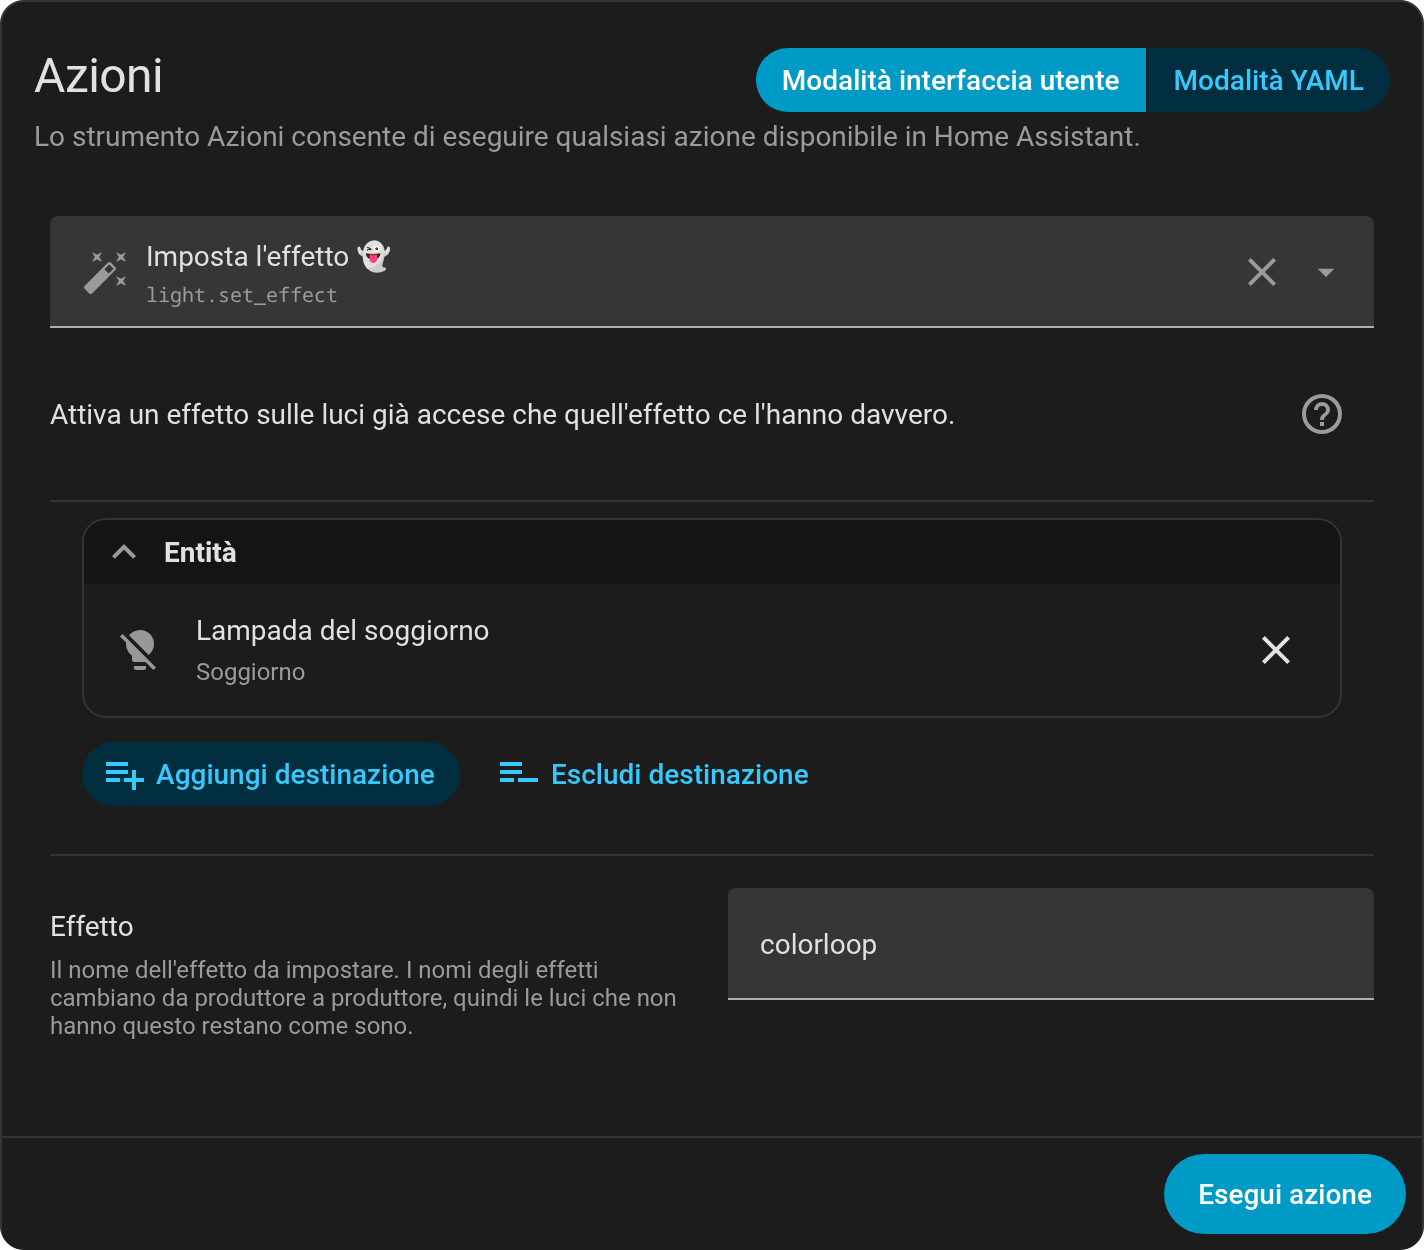 Azioni
Modalità interfaccia utente
Modalità YAML
Lo strumento Azioni consente di eseguire qualsiasi azione disponibile in Home Assistant.
Imposta l'effetto 👻
light.set_effect
Attiva un effetto sulle luci già accese che quell'effetto ce l'hanno davvero.
Entità
Lampada del soggiorno
Soggiorno
Aggiungi destinazione
Escludi destinazione
Effetto
Il nome dell'effetto da impostare. I nomi degli effetti
cambiano da produttore a produttore, quindi le luci che non
hanno questo restano come sono.
colorloop
Esegui azione